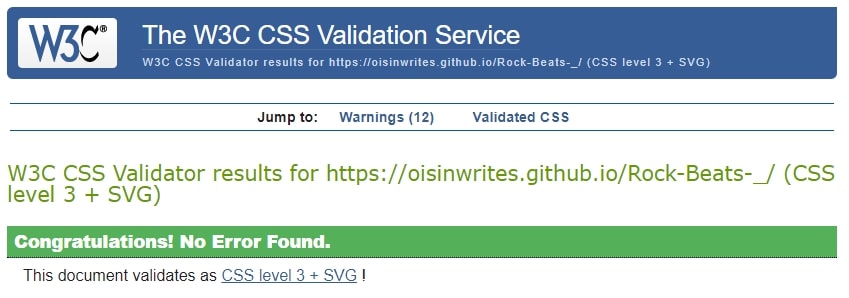 W3C®
The W3C CSS Validation Service
W3C CSS Validator results for https://oisinwrites.github.io/Rock-Beats-_/ (CSS level 3 + SVG)
Jump to: Warnings (12) Validated CSS
W3C CSS Validator results for https://oisinwrites.github.io/Rock-Beats-_/ (CSS
level 3 + SVG)
Congratulations! No Error Found.
This document validates as CSS level 3 + SVG !